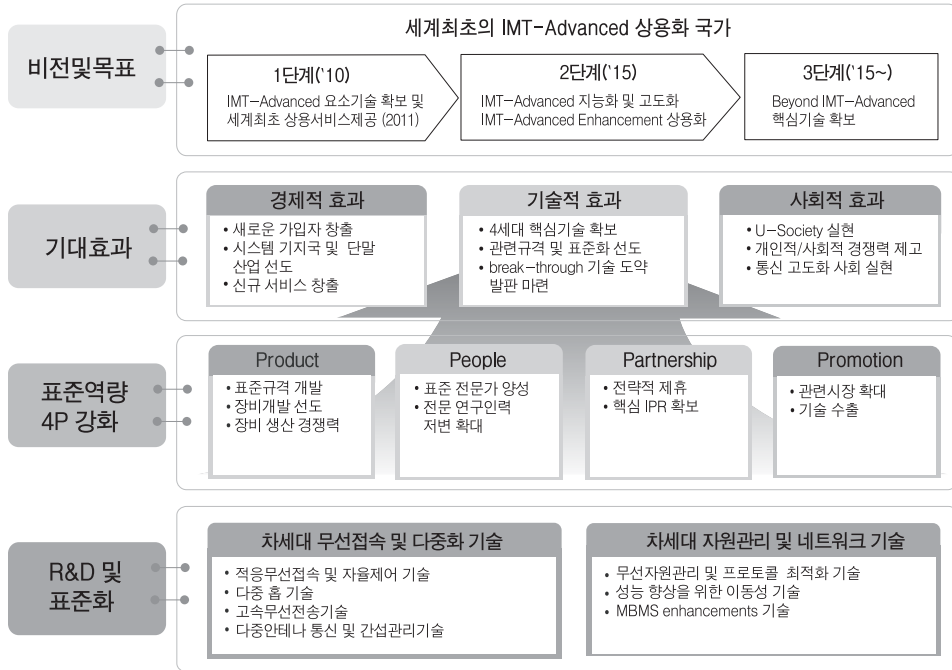 비전및목표
세계최초의 IMT-Advanced 상용화 국가
1단계('10)
IMT-Advanced 요소기술 확보 및
세계최초 상용서비스제공 (2011)
2단계('15)
IMT-Advanced 지능화 및 고도화
IMT-Advanced Enhancement 상용화
3단계('15~)
Beyond IMT-Advanced
핵심기술 확보
기대효과
경제적 효과
• 새로운 가입자 창출
• 시스템 기지국 및 단말
산업 선도
• 신규 서비스 창출
기술적 효과
• 4세대 핵심기술 확보
• 관련규격 및 표준화 선도
• break-through 기술 도약
발판 마련
사회적 효과
• U-Society 실현
• 개인적/사회적 경쟁력 제고
• 통신 고도화 사회 실현
표준역량
4P 강화
Product
• 표준규격 개발
• 장비개발 선도
• 장비 생산 경쟁력
People
• 표준 전문가 양성
• 전문 연구인력
저변 확대
Partnership
• 전략적 제휴
• 핵심 IPR 확보
Promotion
• 관련시장 확대
• 기술 수출
R&D 및
표준화
차세대 무선접속 및 다중화 기술
• 적응무선접속 및 자율제어 기술
• 다중 홉 기술
• 고속무선전송기술
• 다중안테나 통신 및 간섭관리기술
차세대 자원관리 및 네트워크 기술
• 무선자원관리 및 프로토콜 최적화 기술
• 성능 향상을 위한 이동성 기술
• MBMS enhancements 기술